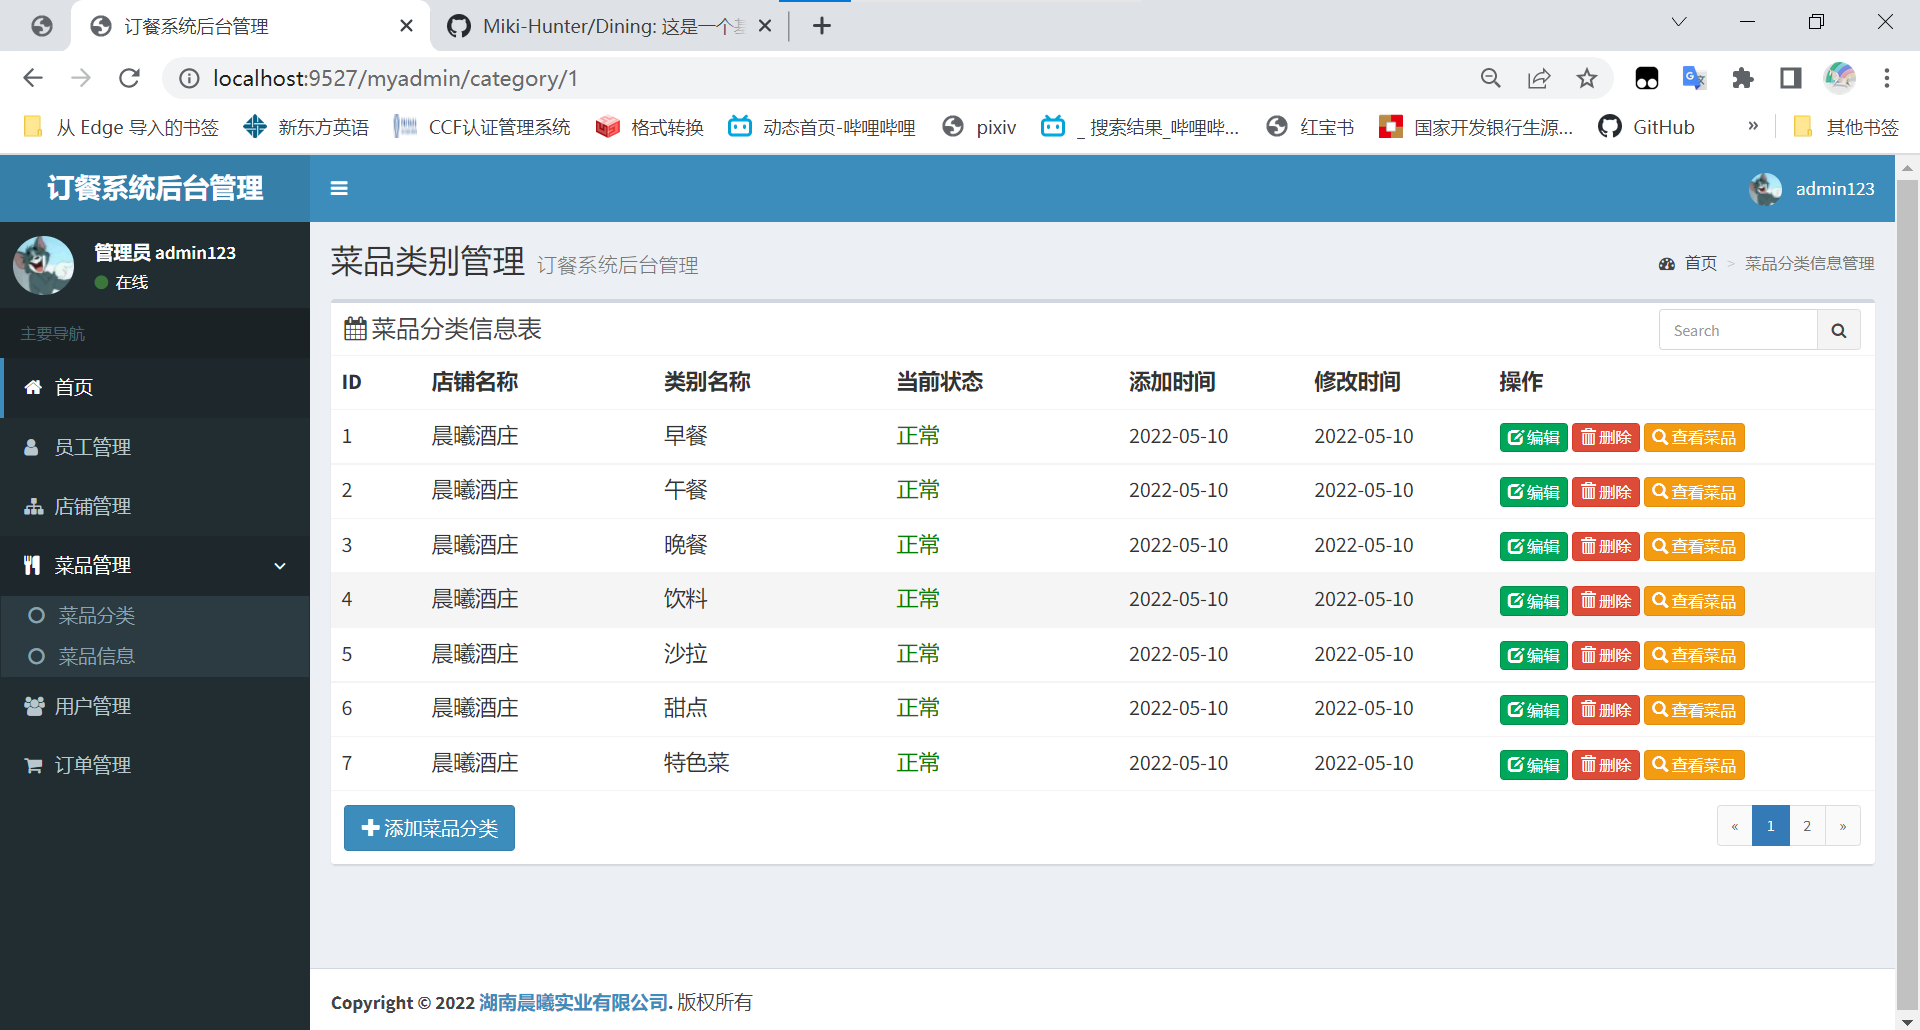 订餐系统后台管理
Miki-Hunter/Dining: 这是一个基
localhost:9527/myadmin/category/1
从 Edge 导入的书签 新东方英语 CCF认证管理系统 格式转换 动态首页-哔哩哔哩 pixiv _搜索结果_哔哩哔... 红宝书 国家开发银行生源... GitHub » 其他书签
订餐系统后台管理
admin123
管理员 admin123
在线
主要导航
首页
员工管理
店铺管理
菜品管理
菜品分类
菜品信息
用户管理
订单管理
菜品类别管理 订餐系统后台管理
首页 > 菜品分类信息管理
菜品分类信息表
Search
ID 店铺名称 类别名称 当前状态 添加时间 修改时间 操作
1 晨曦酒庄 早餐 正常 2022-05-10 2022-05-10 编辑 删除 查看菜品
2 晨曦酒庄 午餐 正常 2022-05-10 2022-05-10 编辑 删除 查看菜品
3 晨曦酒庄 晚餐 正常 2022-05-10 2022-05-10 编辑 删除 查看菜品
4 晨曦酒庄 饮料 正常 2022-05-10 2022-05-10 编辑 删除 查看菜品
5 晨曦酒庄 沙拉 正常 2022-05-10 2022-05-10 编辑 删除 查看菜品
6 晨曦酒庄 甜点 正常 2022-05-10 2022-05-10 编辑 删除 查看菜品
7 晨曦酒庄 特色菜 正常 2022-05-10 2022-05-10 编辑 删除 查看菜品
添加菜品分类
« 1 2 »
Copyright © 2022 湖南晨曦实业有限公司. 版权所有